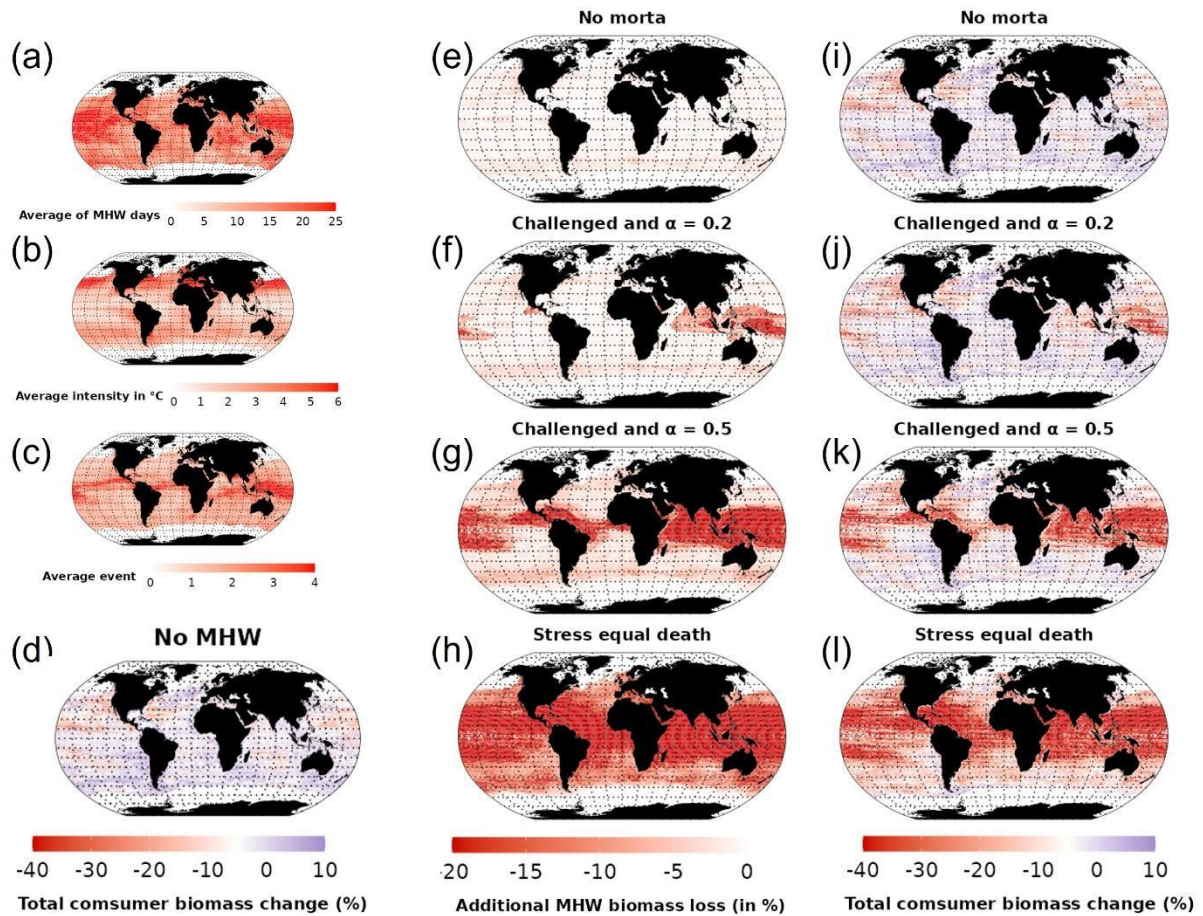 No morta
No morta
(a)
(e)
(i)
Average of MHW days 0 5 10 15 20 25
Challenged and α = 0.2
Challenged and α = 0.2
(b)
(f)
(j)
Average intensity in °C 0 1 2 3 4 5 6
Challenged and α = 0.5
Challenged and α = 0.5
(c)
(g)
(k)
Average event 0 1 2 3 4
No MHW
Stress equal death
Stress equal death
(d)
(h)
(l)
-40 -30 -20 -10 0 10
-20 -15 -10 -5 0
-40 -30 -20 -10 0 10
Total comsumer biomass change (%)
Additional MHW biomass loss (in %)
Total comsumer biomass change (%)